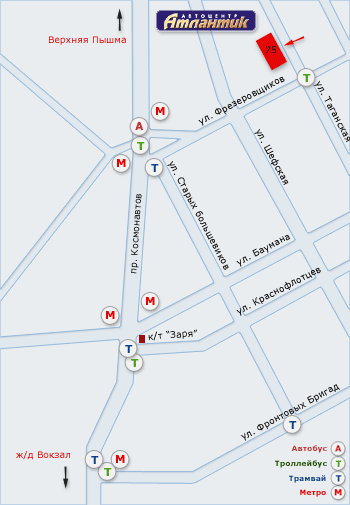 АВТОЦЕНТР
Атлантик
Верхняя Пышма
75
ул. Фрезеровщиков
Т
ул. Таганская
М
А
Т
М
Т
ул. Шефская
ул. Старых большевиков
пр. Космонавтов
ул. Баумана
ул. Краснофлотцев
М
М
к/т "Заря"
Т
Т
ул. Фронтовых Бригад
Т
ж/д Вокзал
Т
М
Т
Автобус А
Троллейбус Т
Трамвай Т
Метро М